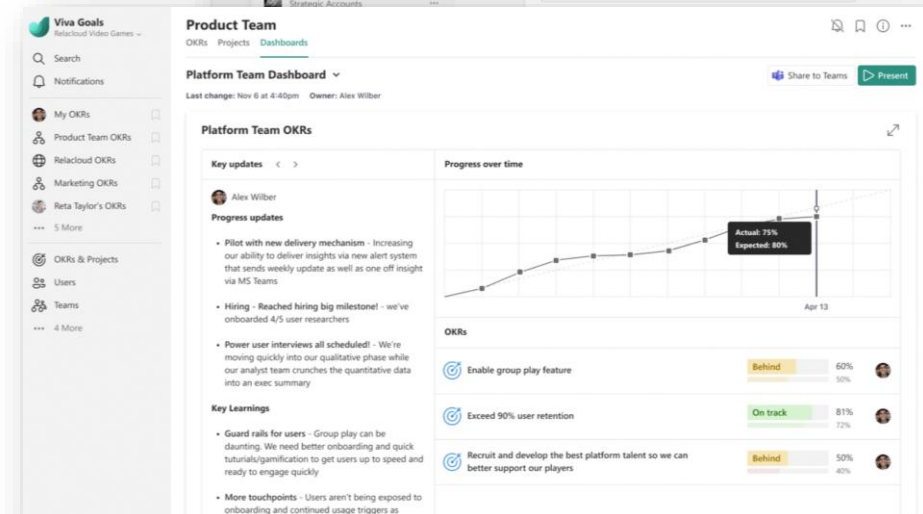 Strategic Accounts
Viva Goals
Relacloud Video Games
Search
Notifications
My OKRs
Product Team OKRs
Relacloud OKRs
Marketing OKRs
Reta Taylor's OKRs
5 More
OKRs & Projects
Users
Teams
4 More
Product Team
OKRs Projects Dashboards
Platform Team Dashboard
Last change: Nov 6 at 4:40pm Owner: Alex Wilber
Share to Teams
Present
Platform Team OKRs
Key updates
Alex Wilber
Progress updates
• Pilot with new delivery mechanism - Increasing
our ability to deliver insights via new alert system
that sends weekly update as well as one off insight
via MS Teams
• Hiring - Reached hiring big milestone! - we've
onboarded 4/5 user researchers
• Power user interviews all scheduled! - We're
moving quickly into our qualitative phase while
our analyst team crunches the quantitative data
into an exec summary
Key Learnings
• Guard rails for users - Group play can be
daunting. We need better onboarding and quick
tuturials/gamification to get users up to speed and
ready to engage quickly
• More touchpoints - Users aren't being exposed to
onboarding and continued usage triggers as
Progress over time
Actual: 75%
Expected: 80%
Apr 13
OKRs
Enable group play feature
Behind
60%
50%
Exceed 90% user retention
On track
81%
72%
Recruit and develop the best platform talent so we can
better support our players
Behind
50%
40%